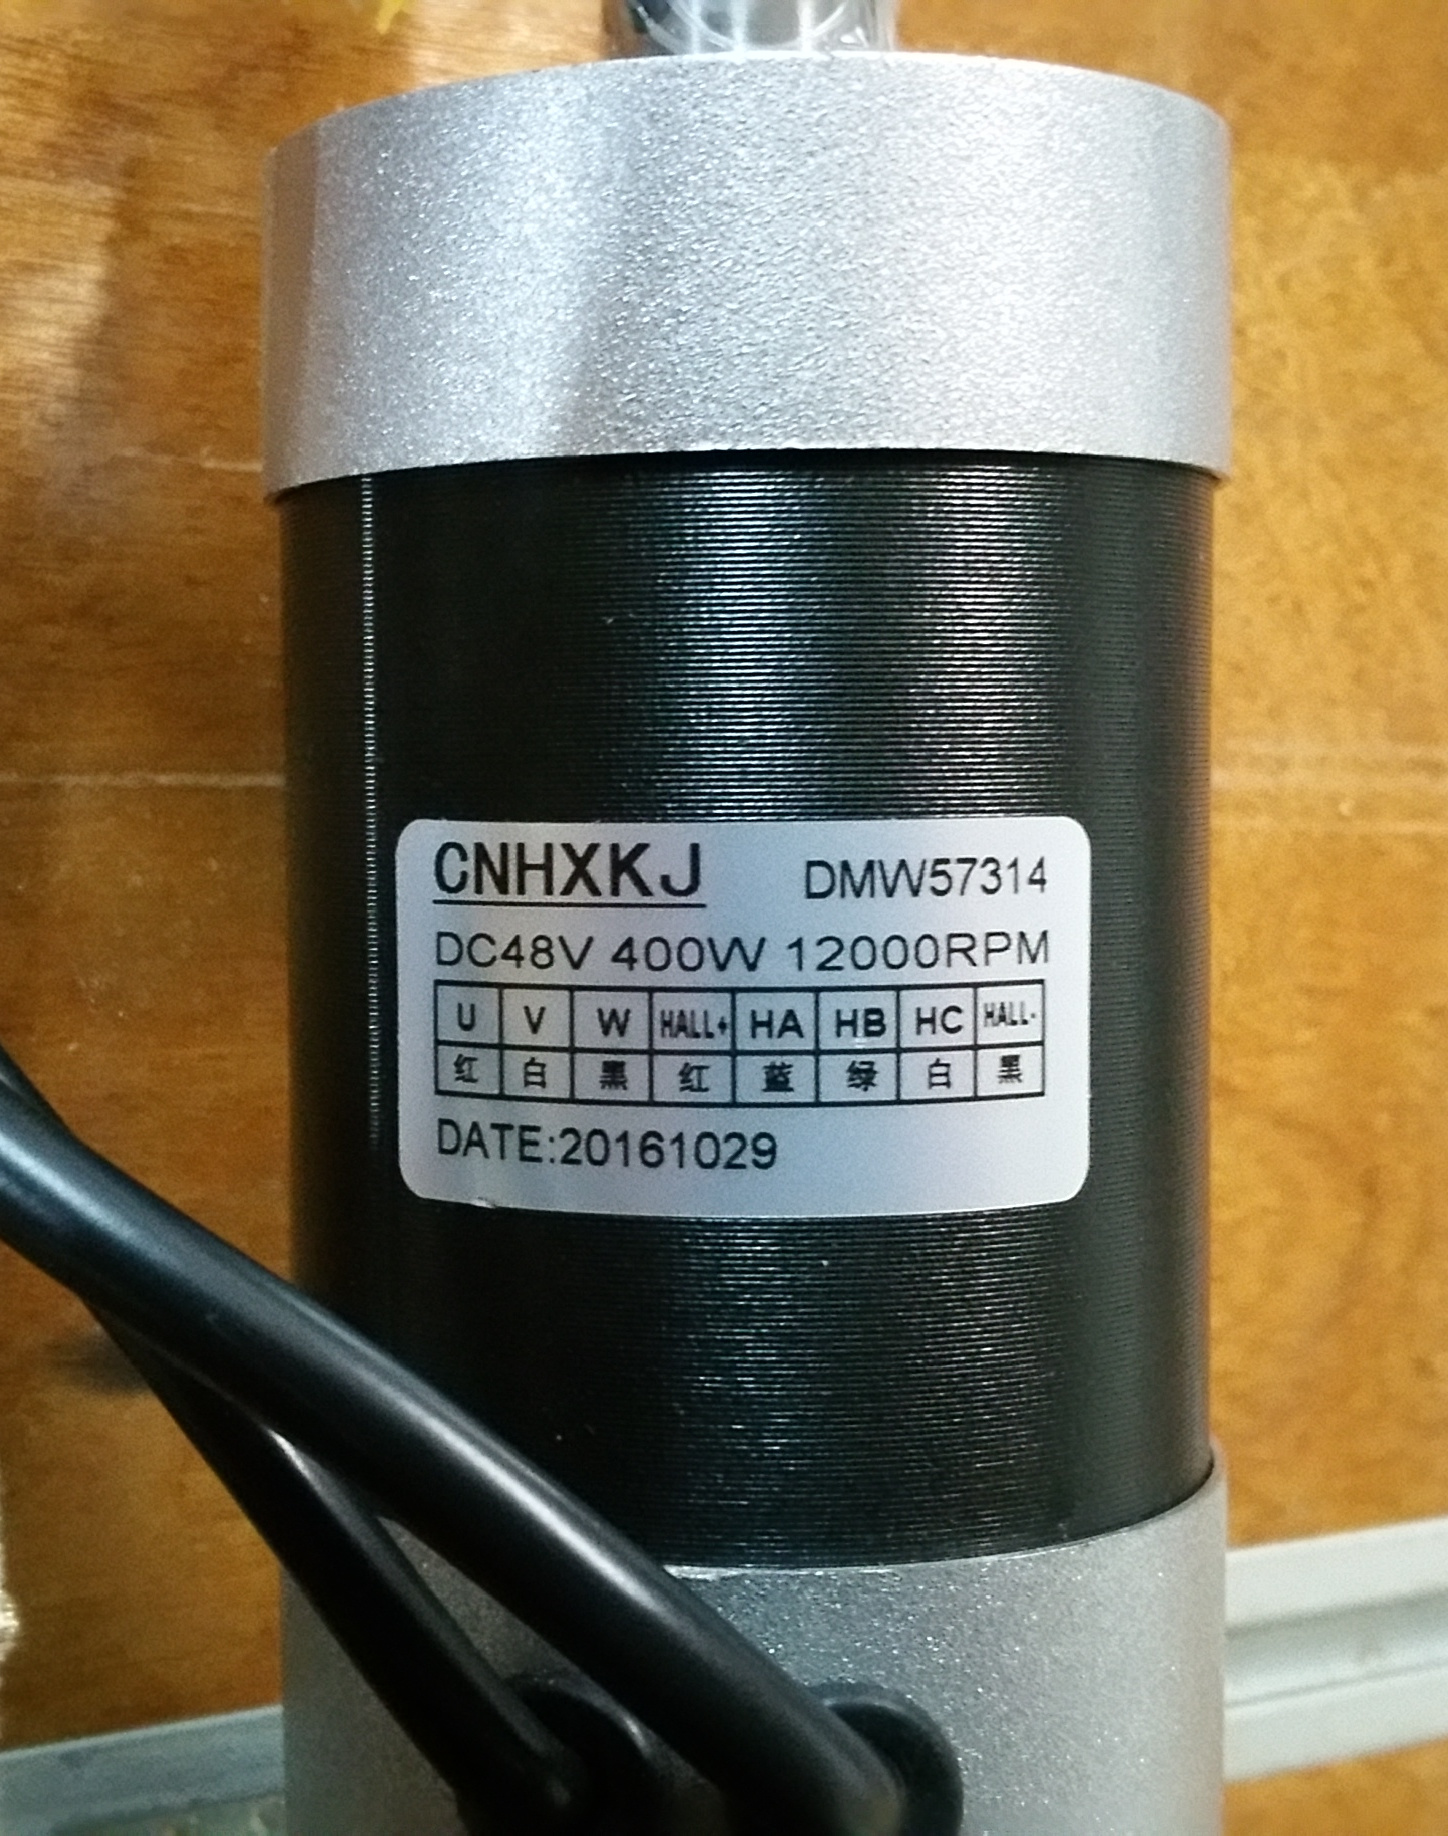 CNHXKJ DMW57314
DC48V 400W 12000RPM
U V W HALL+ HA HB HC HALL-
红 白 黑 红 蓝 绿 白 黑
DATE:20161029